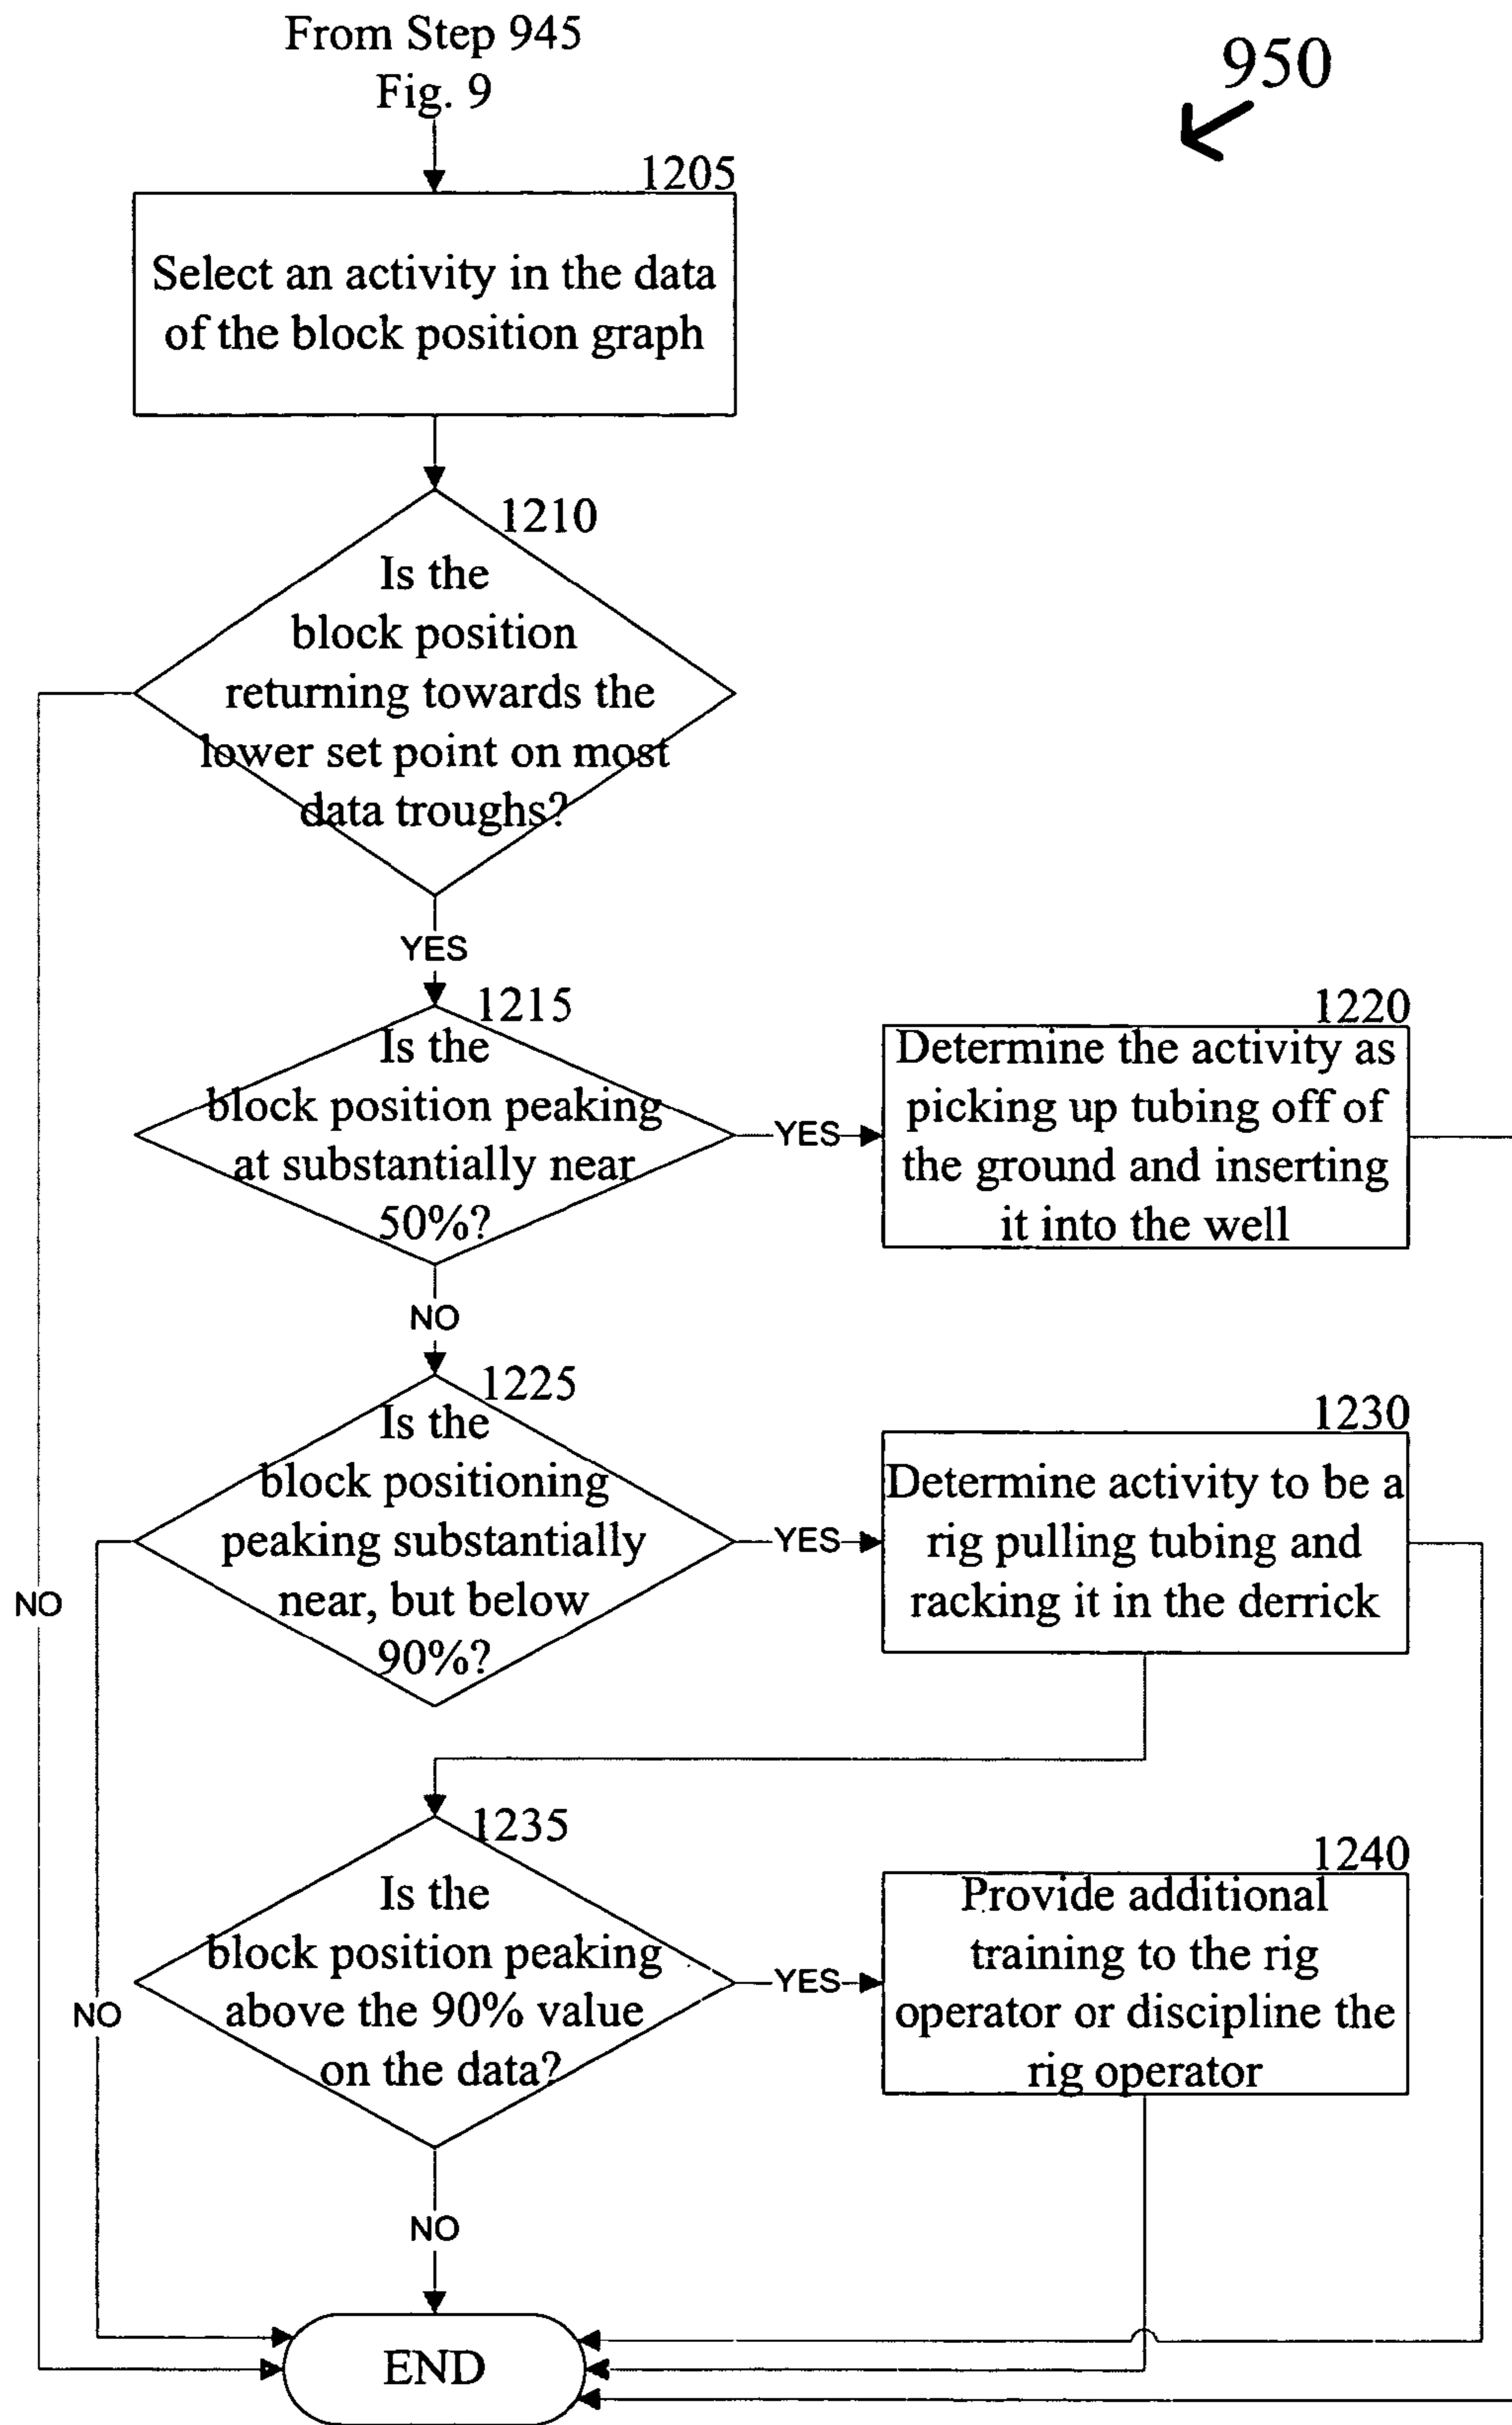 From Step 945
Fig. 9
950
1205
Select an activity in the data
of the block position graph
1210
Is the
block position
returning towards the
lower set point on most
data troughs?
YES
1215
Is the
block position peaking
at substantially near
50%?
YES
1220
Determine the activity as
picking up tubing off of
the ground and inserting
it into the well
NO
1225
Is the
block positioning
peaking substantially
near, but below
90%?
YES
1230
Determine activity to be a
rig pulling tubing and
racking it in the derrick
NO
NO
1235
Is the
block position peaking
above the 90% value
on the data?
YES
1240
Provide additional
training to the rig
operator or discipline the
rig operator
NO
END